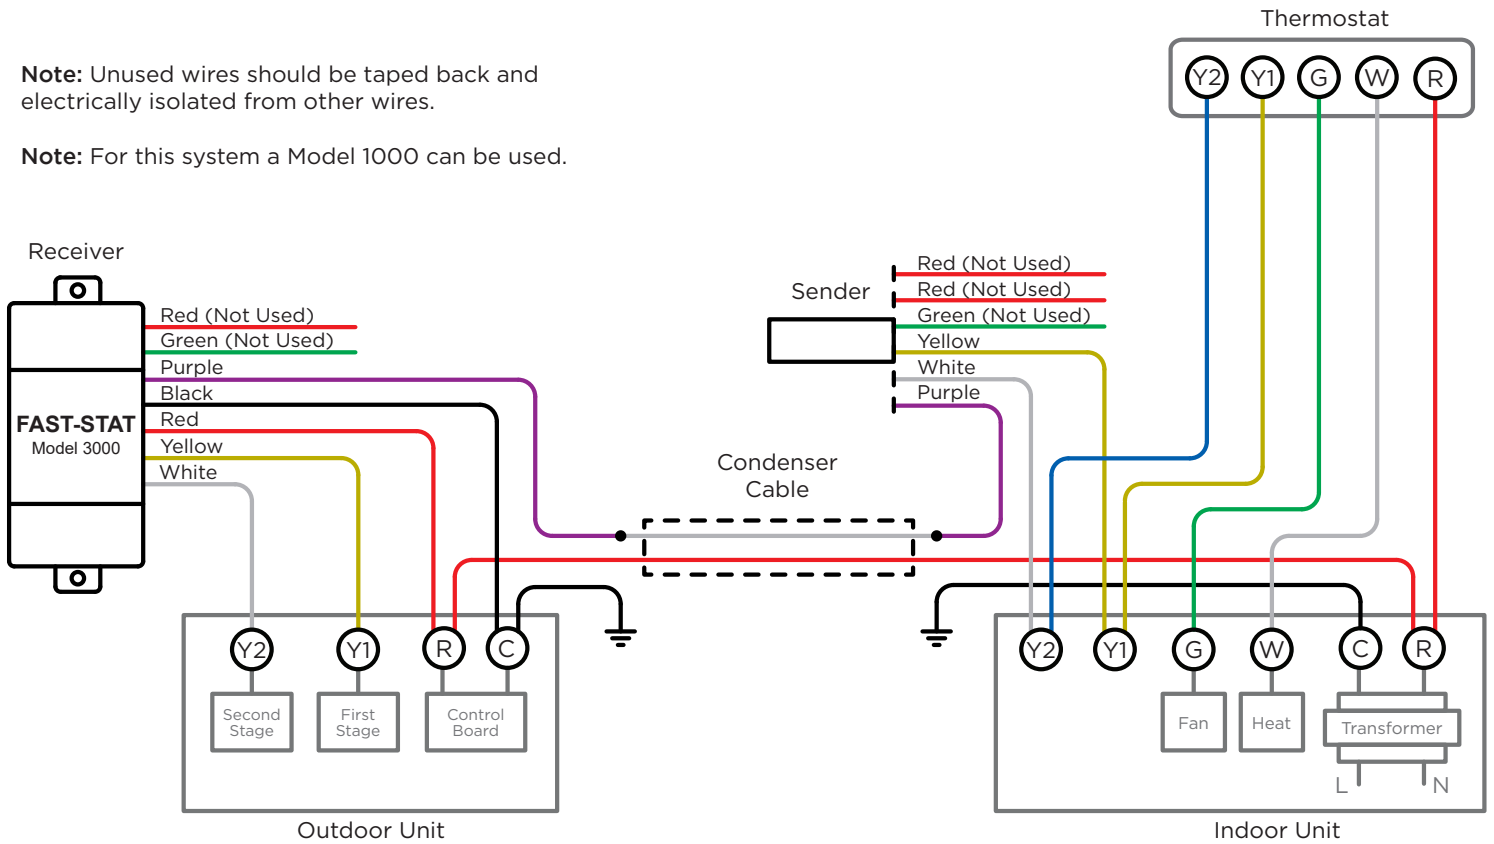 Thermostat
Y2 Y1 G W R
Note: Unused wires should be taped back and
electrically isolated from other wires.
Note: For this system a Model 1000 can be used.
Receiver
Red (Not Used)
Green (Not Used)
Purple
Black
Red
Yellow
White
FAST-STAT
Model 3000
Sender
Red (Not Used)
Red (Not Used)
Green (Not Used)
Yellow
White
Purple
Condenser
Cable
Y2 Y1 R C
Second
Stage
First
Stage
Control
Board
Outdoor Unit
Y2 Y1 G W C R
Fan
Heat
Transformer
L N
Indoor Unit